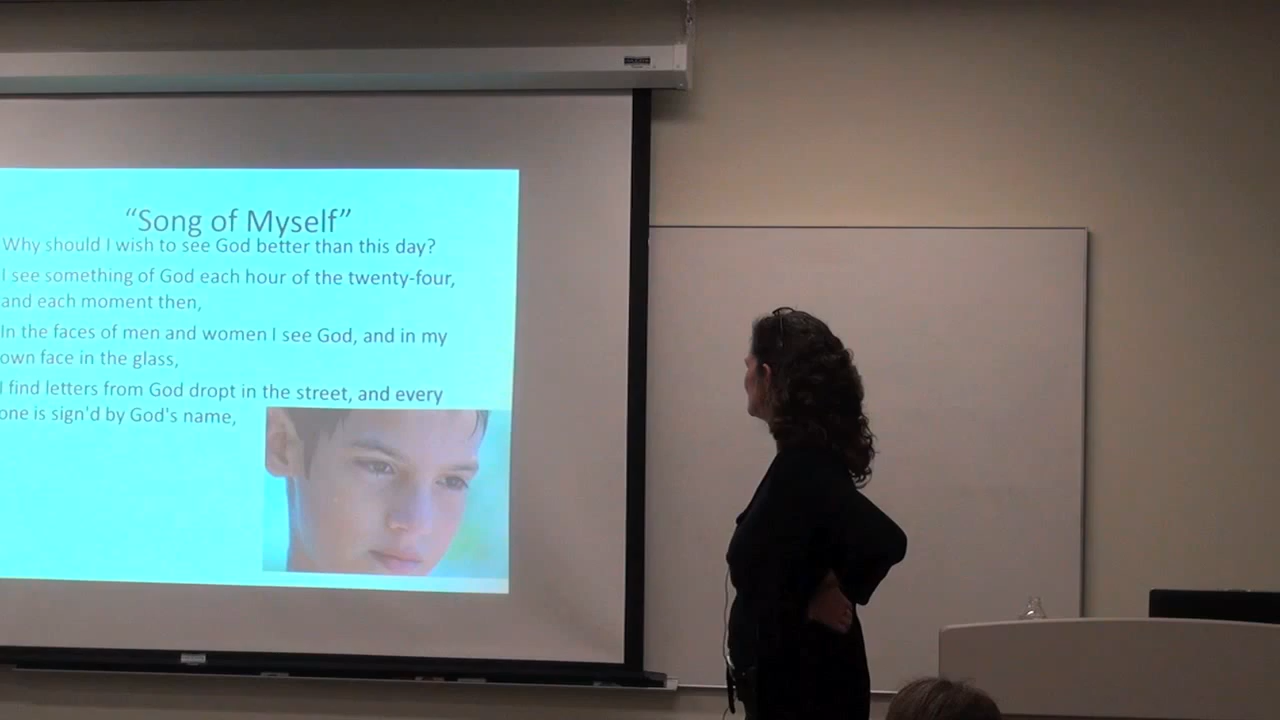 “Song of Myself”
Why should I wish to see God better than this day?
I see something of God each hour of the twenty-four,
and each moment then,
In the faces of men and women I see God, and in my
own face in the glass,
I find letters from God dropt in the street, and every
one is sign'd by God's name,